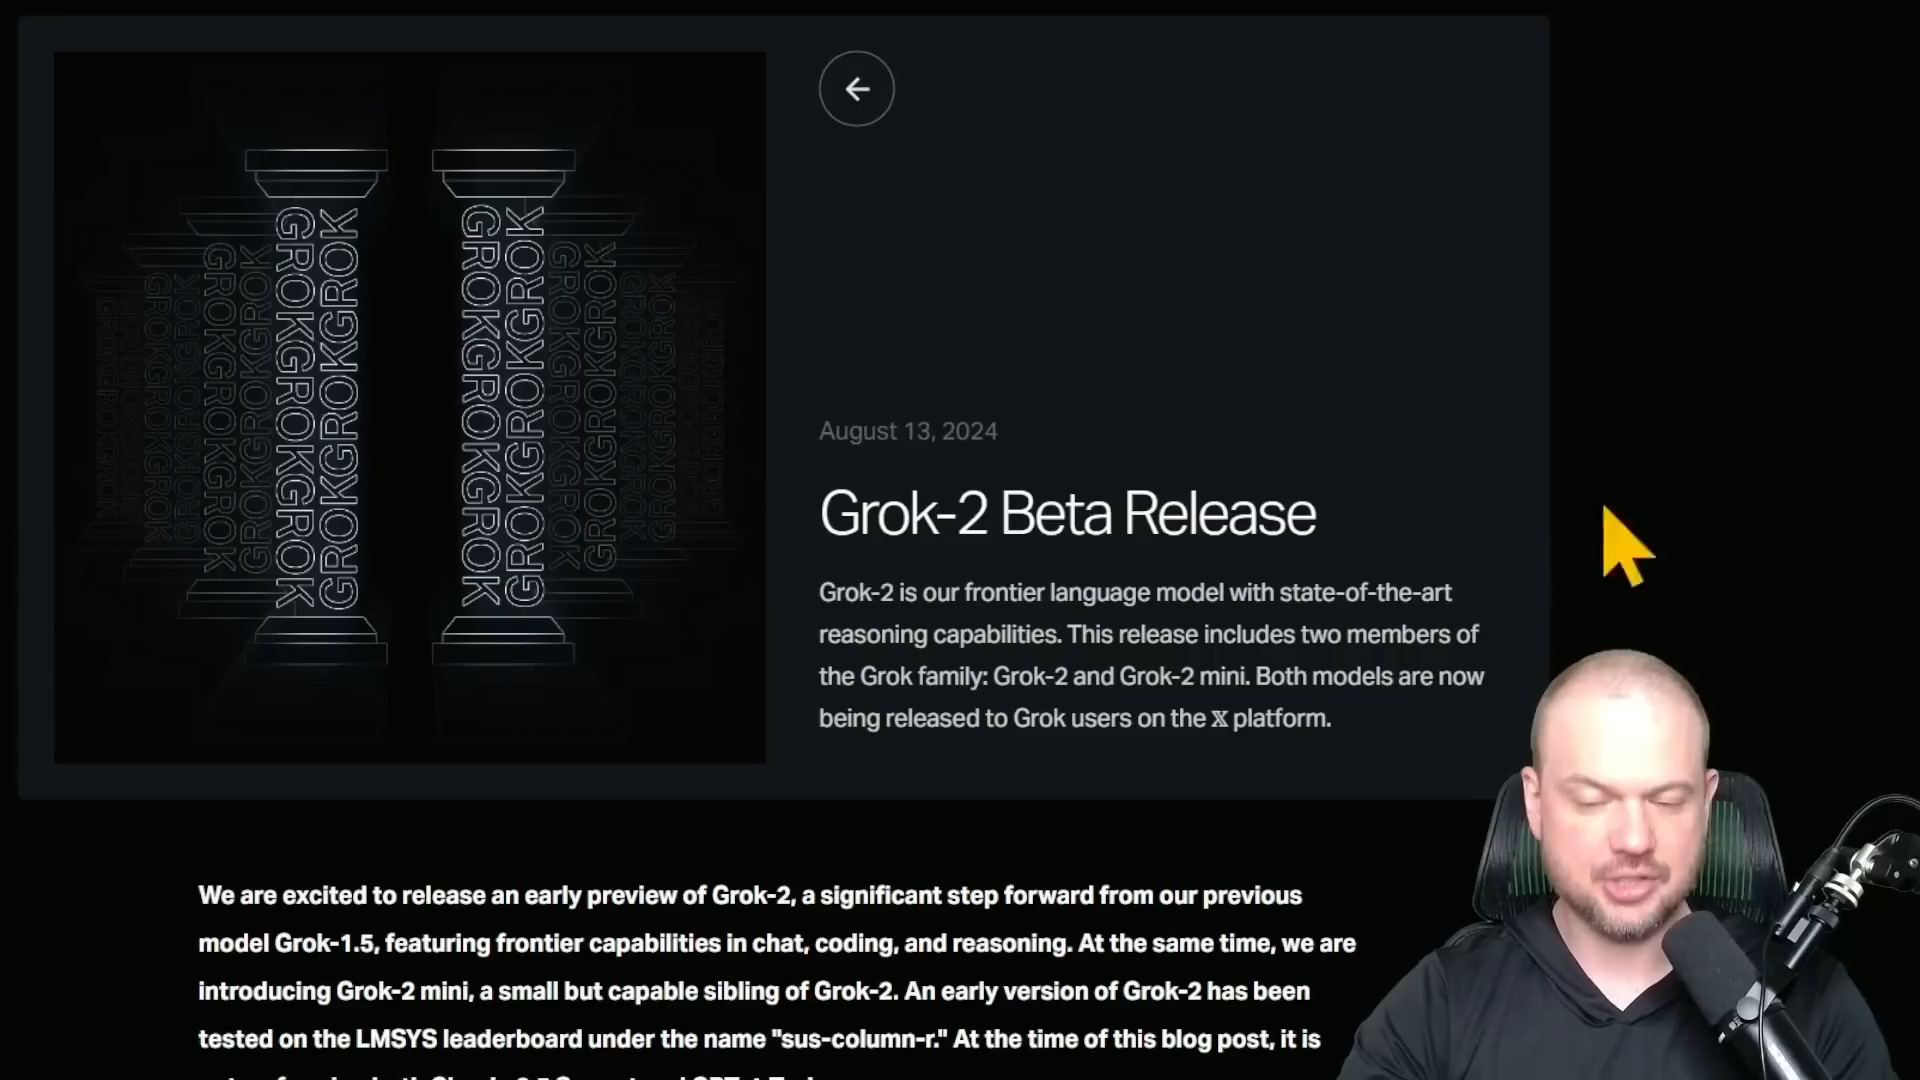 GROKGROKGROK
GROKGROKGROK
GROKGROKGROK
GROKGROKGROK
August 13, 2024
Grok-2 Beta Release
Grok-2 is our frontier language model with state-of-the-art
reasoning capabilities. This release includes two members of
the Grok family: Grok-2 and Grok-2 mini. Both models are now
being released to Grok users on the 𝕏 platform.
We are excited to release an early preview of Grok-2, a significant step forward from our previous
model Grok-1.5, featuring frontier capabilities in chat, coding, and reasoning. At the same time, we are
introducing Grok-2 mini, a small but capable sibling of Grok-2. An early version of Grok-2 has been
tested on the LMSYS leaderboard under the name "sus-column-r." At the time of this blog post, it is